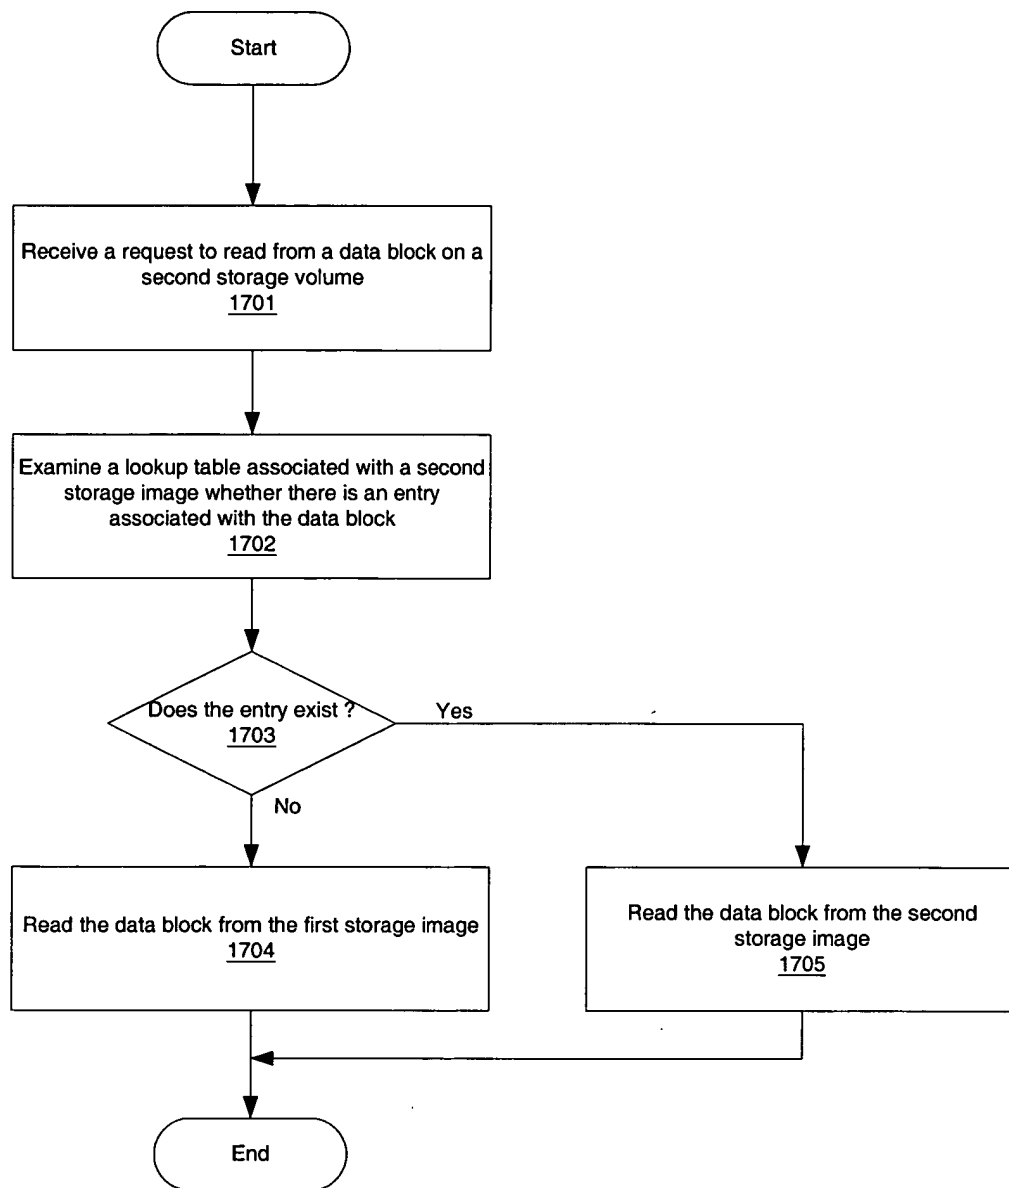 Start
Receive a request to read from a data block on a
second storage volume
1701
Examine a lookup table associated with a second
storage image whether there is an entry
associated with the data block
1702
Does the entry exist ?
1703
Yes
No
Read the data block from the first storage image
1704
Read the data block from the second
storage image
1705
End